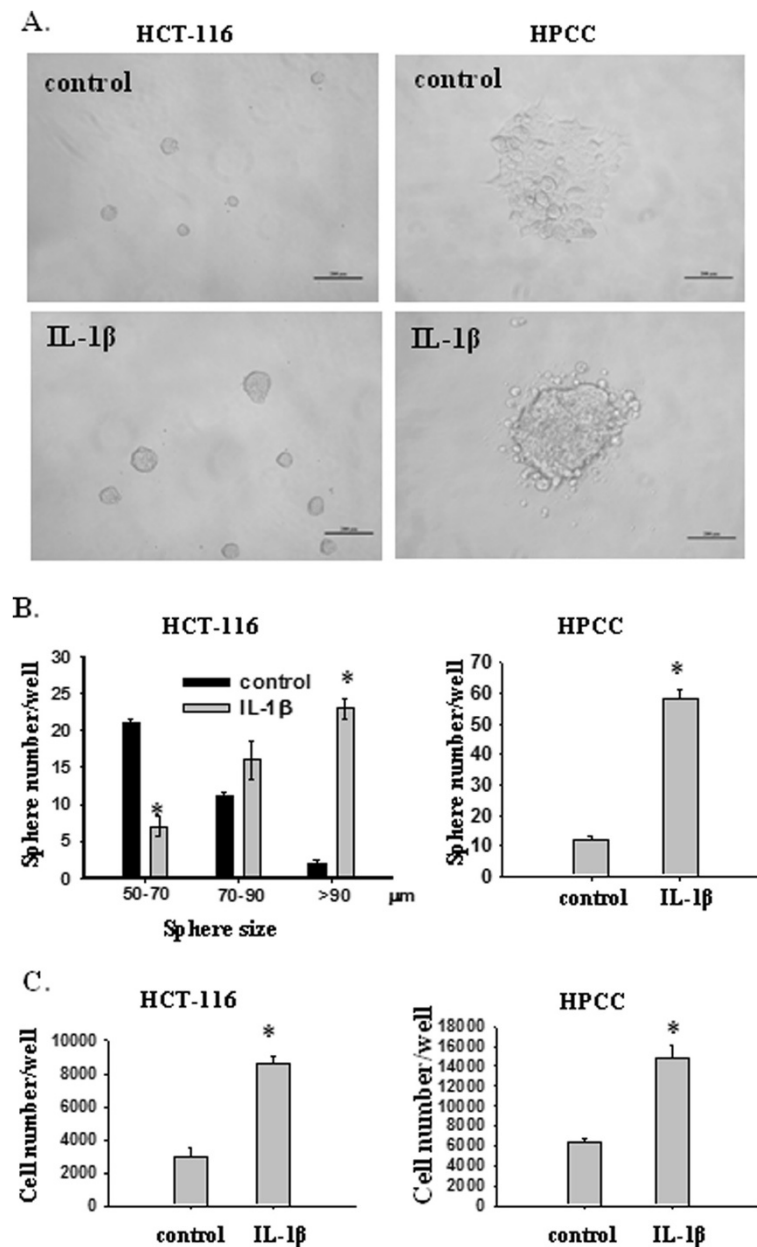 A.
HCT-116
HPCC
control
control
IL-1β
IL-1β
B.
HCT-116
HPCC
Sphere number/well
30
25
20
15
10
5
0
control
IL-1β
*
*
50-70
70-90
>90
μm
Sphere size
Sphere number/well
70
60
50
40
30
20
10
0
*
control
IL-1β
C.
HCT-116
HPCC
Cell number/well
10000
8000
6000
4000
2000
0
*
control
IL-1β
Cell number/well
18000
16000
14000
12000
10000
8000
6000
4000
2000
0
*
control
IL-1β